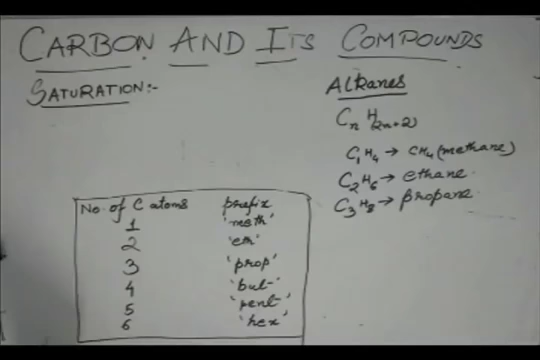 CARBON AND ITS COMPOUNDS
SATURATION:-
Alkanes
CnH(2n+2)
C1H4 → CH4 (methane)
C2H6 → ethane
C3H8 → propane
No. of C atoms prefix
1 'meth'
2 'eth'
3 'prop'
4 'but'
5 'pent'
6 'hex'